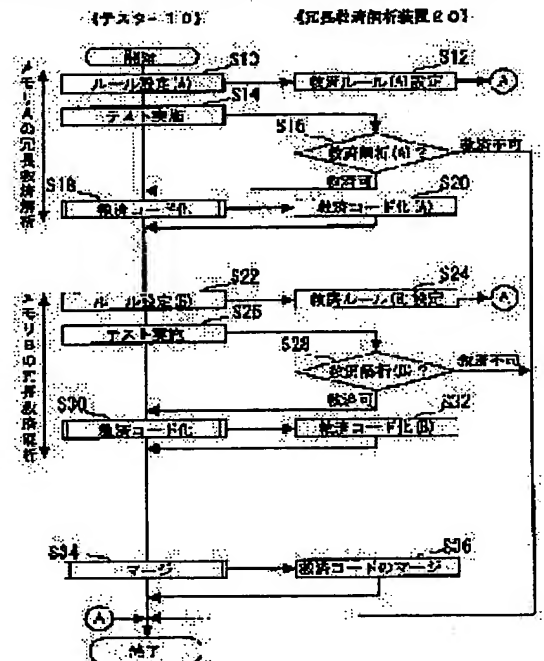 《テスター10》
《冗長救済解析装置20》
開始
S10
ルール設定(A)
S12
救済ルール(A)設定
A
S14
テスト実施
S16
救済解析(A)?
救済不可
救済可
S18
救済コード化
S20
救済コード化(A)
メモリAの冗長救済解析
S22
ルール設定(B)
S24
救済ルール(B)設定
A
S26
テスト実施
S28
救済解析(B)?
救済不可
救済可
S30
救済コード化
S32
救済コード化(B)
メモリBの冗長救済解析
S34
マージ
S36
救済コードのマージ
A
終了